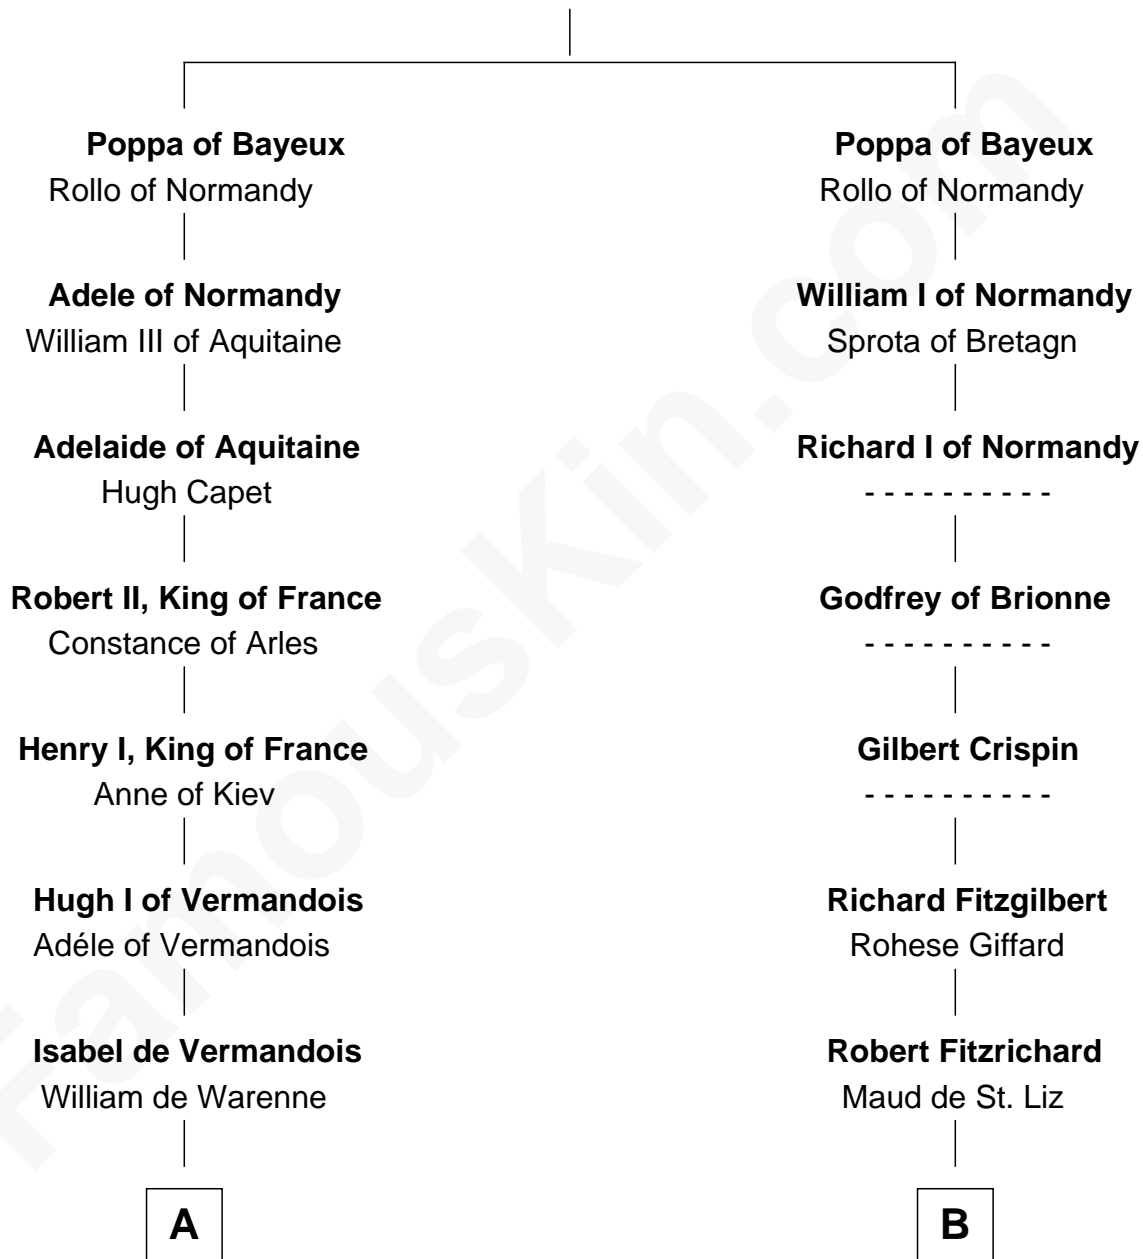 Poppa of Bayeux
Rollo of Normandy
Adele of Normandy
William III of Aquitaine
Adelaide of Aquitaine
Hugh Capet
Robert II, King of France
Constance of Arles
Henry I, King of France
Anne of Kiev
Hugh I of Vermandois
Adéle of Vermandois
Isabel de Vermandois
William de Warenne
A
Poppa of Bayeux
Rollo of Normandy
William I of Normandy
Sprota of Bretagn
Richard I of Normandy
- - - - - - - - - -
Godfrey of Brionne
- - - - - - - - - -
Gilbert Crispin
- - - - - - - - - -
Richard Fitzgilbert
Rohese Giffard
Robert Fitzrichard
Maud de St. Liz
B
FamousKin.com